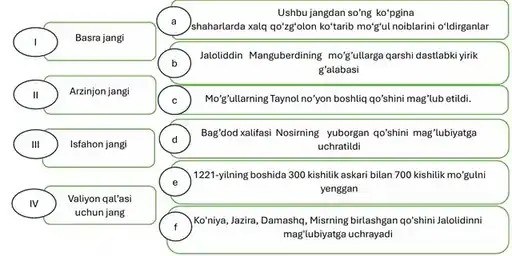 I
Basra jangi
II
Arzinjon jangi
III
Isfahon jangi
IV
Valiyon qal'asi
uchun jang
a
Ushbu jangdan so'ng ko'pgina
shaharlarda xalq qo'zg'olon ko'tarib mo'g'ul noiblarini o'ldirganlar
b
Jaloliddin Manguberdining mo'g'ullarga qarshi dastlabki yirik
g'alabasi
c
Mo'g'ullarning Taynol no'yon boshliq qo'shini mag'lub etildi.
d
Bag'dod xalifasi Nosirning yuborgan qo'shini mag'lubiyatga
uchratildi
e
1221-yilning boshida 300 kishilik askari bilan 700 kishilik mo'gulni
yenggan
f
Ko'niya, Jazira, Damashq, Misrning birlashgan qo'shini Jalolidinni
mag'lubiyatga uchrayadi